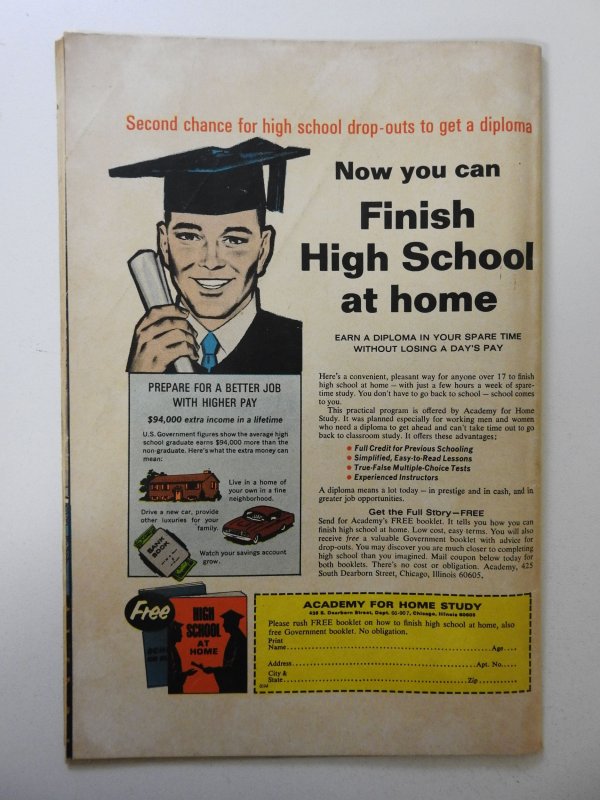 Second chance for high school drop-outs to get a diploma
Now you can
Finish
High School
at home
EARN A DIPLOMA IN YOUR SPARE TIME
WITHOUT LOSING A DAY'S PAY
PREPARE FOR A BETTER JOB
WITH HIGHER PAY
$94,000 extra income in a lifetime
U.S. Government figures show the average high
school graduate earns $94,000 more than the
non-graduate. Here's what the extra money can
mean:
Live in a home of
your own in a fine
neighborhood.
Drive a new car, provide
other luxuries for your
family.
BANK
BOOK
Watch your savings account
grow.
Here's a convenient, pleasant way for anyone over 17 to finish
high school at home — with just a few hours a week of spare-
time study. You don't have to go back to school — school comes
to you.
This practical program is offered by Academy for Home
Study. It was planned especially for working men and women
who need a diploma to get ahead and can't take time out to go
back to classroom study. It offers these advantages:
• Full Credit for Previous Schooling
• Simplified, Easy-to-Read Lessons
• True-False Multiple-Choice Tests
• Experienced Instructors
A diploma means a lot today — in prestige and in cash, and in
greater job opportunities.
Get the Full Story—FREE
Send for Academy's FREE booklet. It tells you how you can
finish high school at home. Low cost, easy terms. You will also
receive free a valuable Government booklet with advice for
drop-outs. You may discover you are much closer to completing
high school than you imagined. Mail coupon below today for
both booklets. There's no cost or obligation. Academy, 425
South Dearborn Street, Chicago, Illinois 60605.
Free
HIGH
SCHOOL
AT
HOME
ACADEMY FOR HOME STUDY
Dearborn Street, Dept. Chicago, Illinois 60605
Please rush FREE booklet on how to finish high school at home, also
free Government booklet. No obligation.
Print
Name Age
Address Apt. No.
City &
State Zip